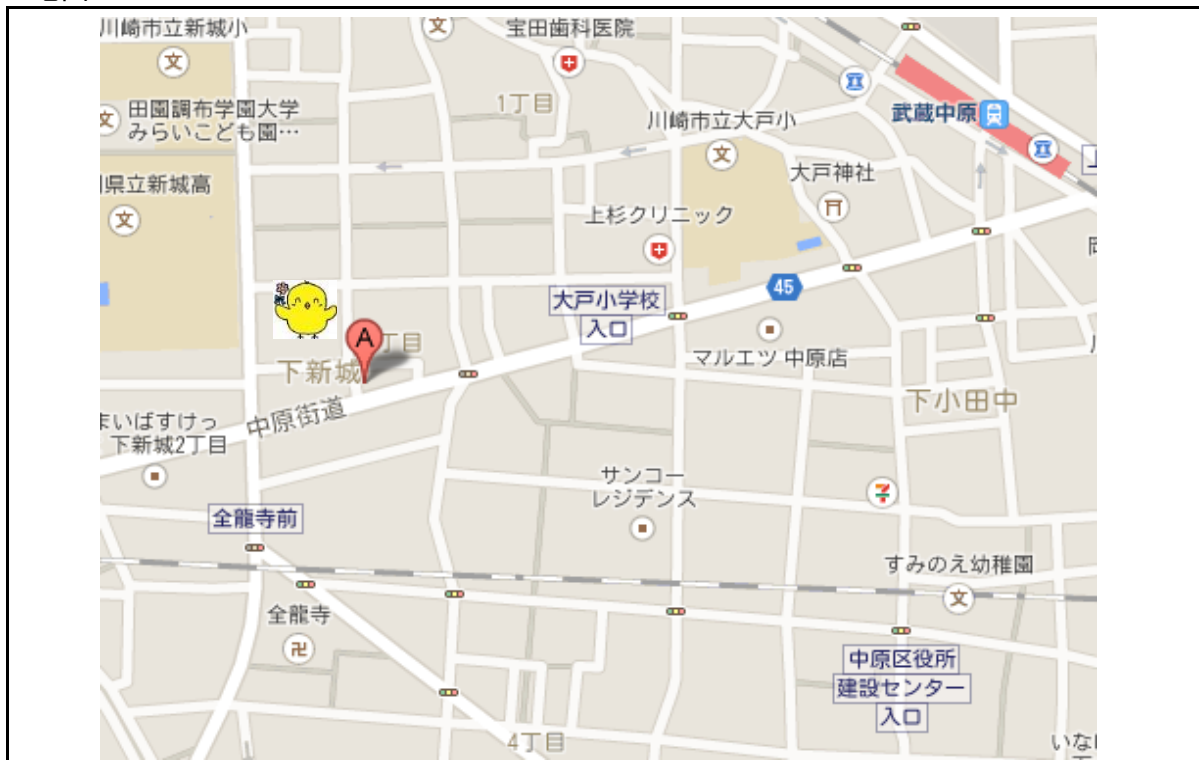 川崎市立新城小
宝田歯科医院
田園調布学園大学
みらいこども園…
1丁目
川崎市立大戸小
武蔵中原
県立新城高
大戸神社
上杉クリニック
45
大戸小学校
入口
A
丁目
下新城
マルエツ 中原店
中原街道
下小田中
まいばすけっ
下新城2丁目
サンコー
レジデンス
7
全龍寺前
すみのえ幼稚園
全龍寺
中原区役所
建設センター
入口
4丁目